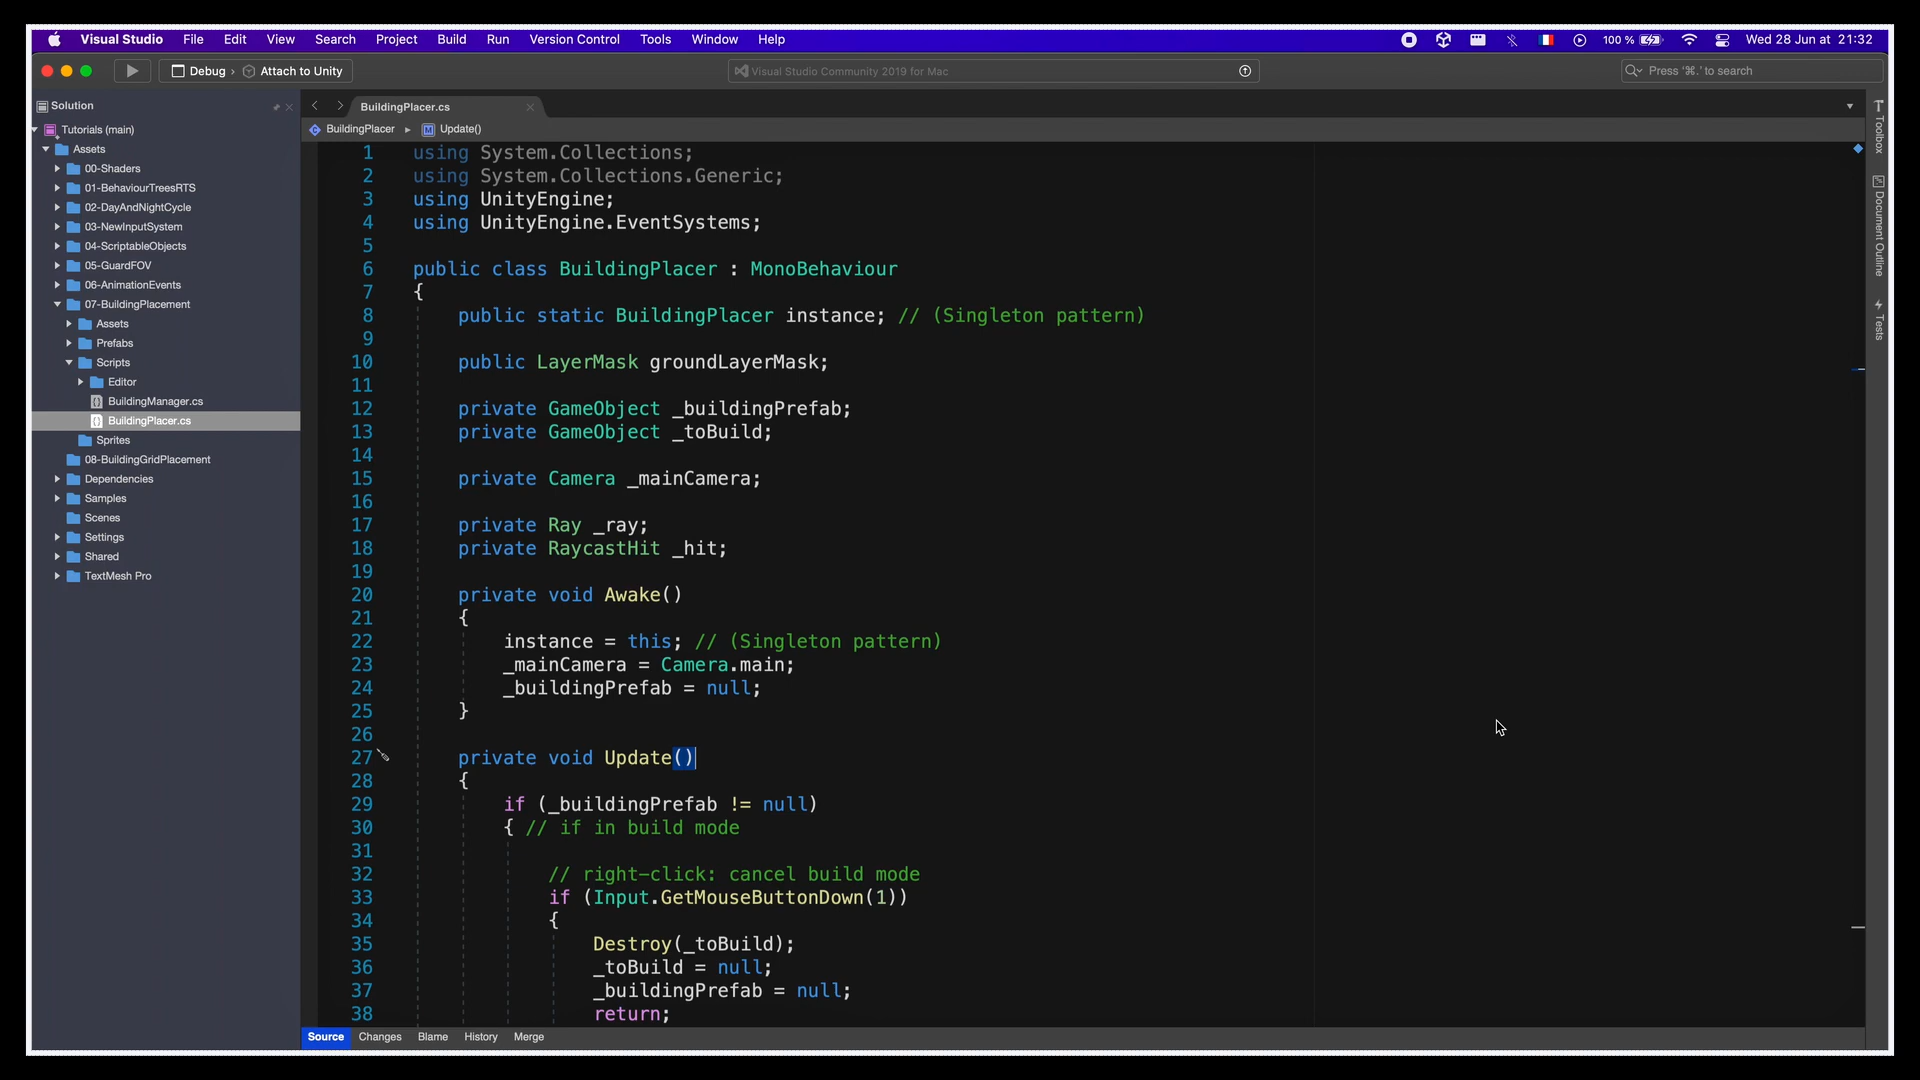 Visual Studio File Edit View Search Project Build Run Version Control Tools Window Help 100 % Wed 28 Jun at 21:32
Debug › Attach to Unity Visual Studio Community 2019 for Mac Press '⌘.' to search
Solution
Tutorials (main)
Assets
00-Shaders
01-BehaviourTreesRTS
02-DayAndNightCycle
03-NewInputSystem
04-ScriptableObjects
05-GuardFOV
06-AnimationEvents
07-BuildingPlacement
Assets
Prefabs
Scripts
Editor
BuildingManager.cs
BuildingPlacer.cs
Sprites
08-BuildingGridPlacement
Dependencies
Samples
Scenes
Settings
Shared
TextMesh Pro
BuildingPlacer.cs
BuildingPlacer ▸ M Update()
1 using System.Collections;
2 using System.Collections.Generic;
3 using UnityEngine;
4 using UnityEngine.EventSystems;
5
6 public class BuildingPlacer : MonoBehaviour
7 {
8 public static BuildingPlacer instance; // (Singleton pattern)
9
10 public LayerMask groundLayerMask;
11
12 private GameObject _buildingPrefab;
13 private GameObject _toBuild;
14
15 private Camera _mainCamera;
16
17 private Ray _ray;
18 private RaycastHit _hit;
19
20 private void Awake()
21 {
22 instance = this; // (Singleton pattern)
23 _mainCamera = Camera.main;
24 _buildingPrefab = null;
25 }
26
27 private void Update()
28 {
29 if (_buildingPrefab != null)
30 { // if in build mode
31
32 // right-click: cancel build mode
33 if (Input.GetMouseButtonDown(1))
34 {
35 Destroy(_toBuild);
36 _toBuild = null;
37 _buildingPrefab = null;
38 return;
Source Changes Blame History Merge
Toolbox
Document Outline
Tests